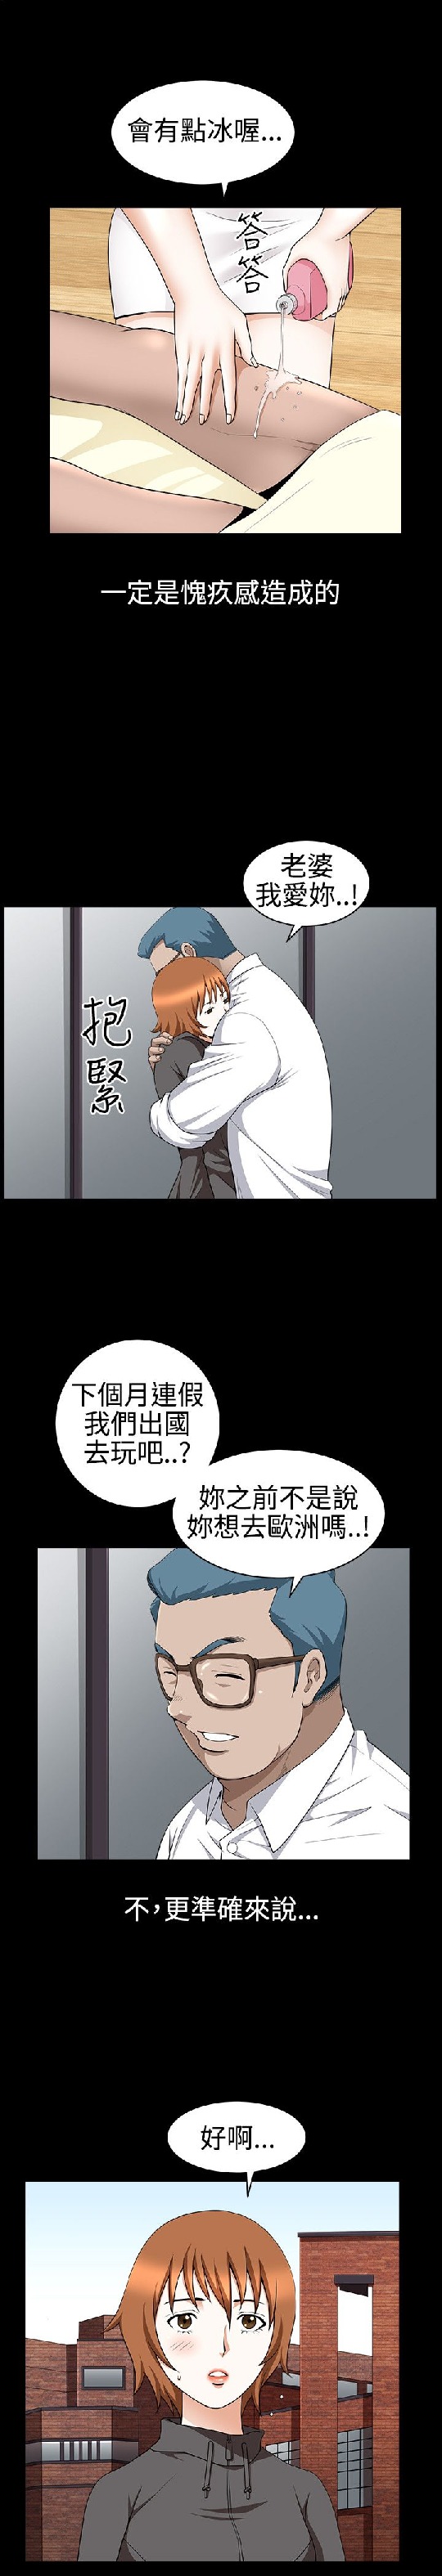 會有點冰喔...
答
答
一定是愧疚感造成的
老婆
我愛妳..!
抱
緊
下個月連假
我們出國
去玩吧..?
妳之前不是說
妳想去歐洲嗎..!
不,更準確來說...
好啊...